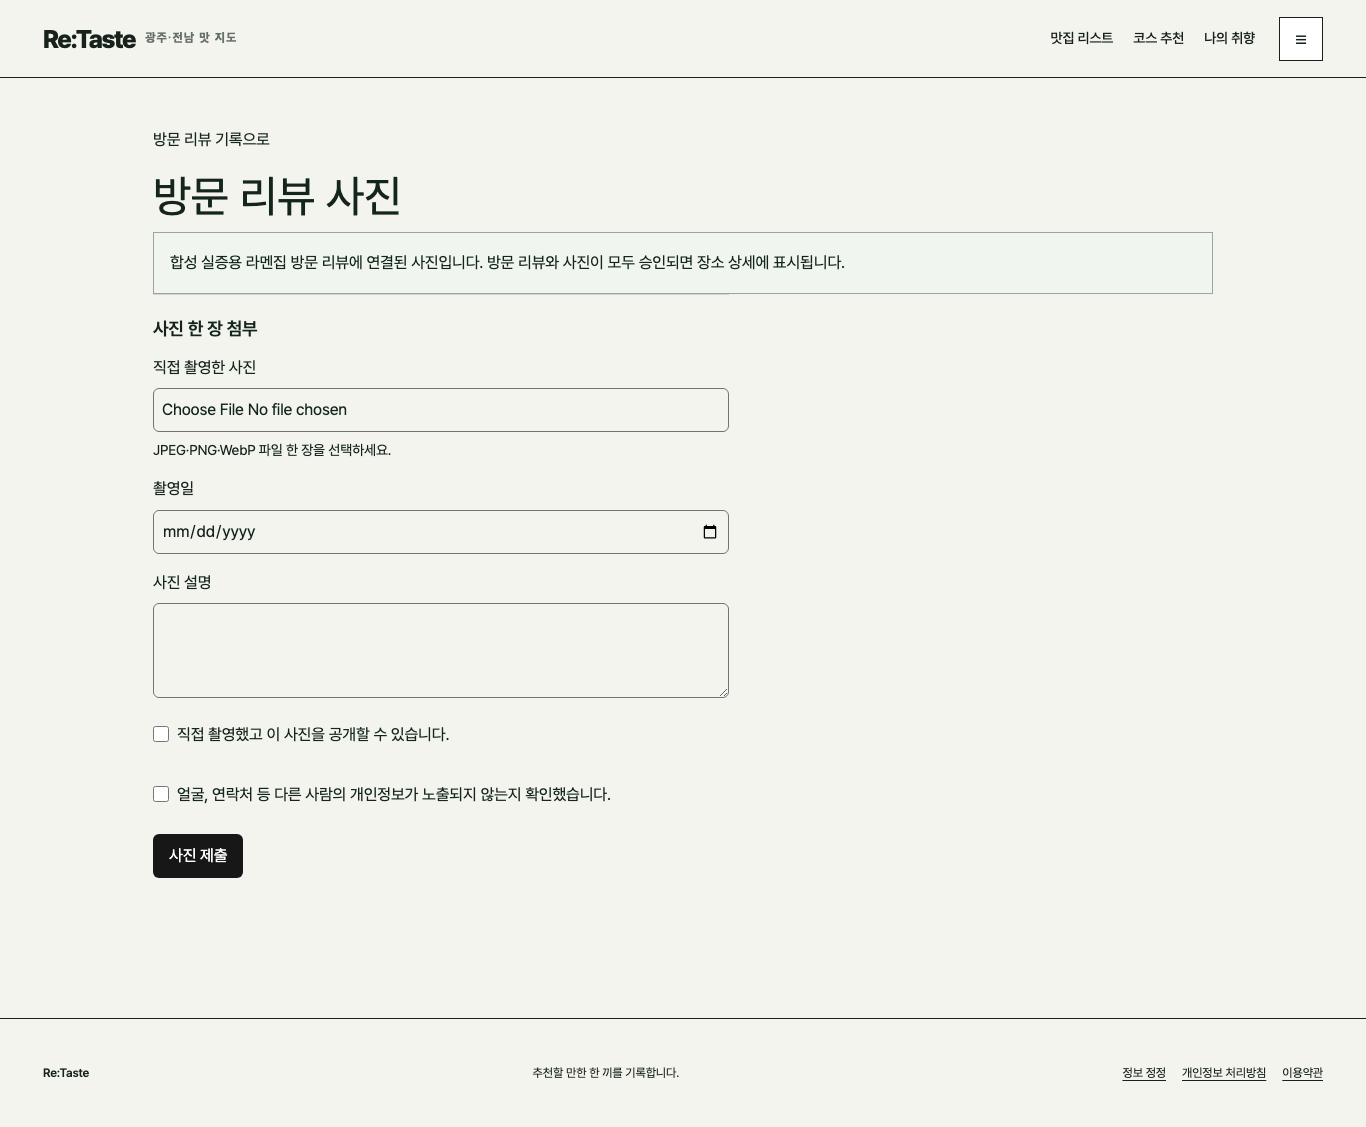 Re:Taste 광주·전남 맛 지도
맛집 리스트 코스 추천 나의 취향
방문 리뷰 기록으로
방문 리뷰 사진
합성 실증용 라멘집 방문 리뷰에 연결된 사진입니다. 방문 리뷰와 사진이 모두 승인되면 장소 상세에 표시됩니다.
사진 한 장 첨부
직접 촬영한 사진
Choose File No file chosen
JPEG·PNG·WebP 파일 한 장을 선택하세요.
촬영일
mm/dd/yyyy
사진 설명
직접 촬영했고 이 사진을 공개할 수 있습니다.
얼굴, 연락처 등 다른 사람의 개인정보가 노출되지 않는지 확인했습니다.
사진 제출
Re:Taste
추천할 만한 한 끼를 기록합니다.
정보 정정 개인정보 처리방침 이용약관